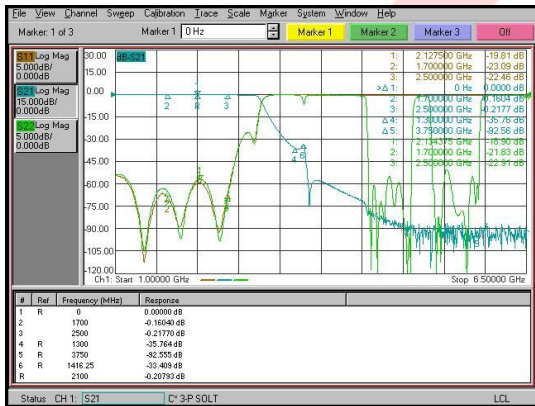 File View Channel Sweep Calibration Trace Scale Marker System Window Help
Marker: 1 of 3 Marker 1 0 Hz Marker 1 Marker 2 Marker 3 Off
S11 Log Mag
5.000dB/
0.000dB
S21 Log Mag
15.000dB/
0.000dB
S22 Log Mag
5.000dB/
0.000dB
30.00
15.00
0.00
-15.00
-30.00
-45.00
-60.00
-75.00
-90.00
-105.00
-120.00
dB-S21
1: 2.127500 GHz -19.81 dB
2: 1.700000 GHz -23.09 dB
3: 2.500000 GHz -22.46 dB
>Δ 1: 0 Hz 0.0000 dB
2: 1.700000 GHz -0.1604 dB
3: 2.500000 GHz -0.2177 dB
Δ 4: 1.300000 GHz -35.76 dB
Δ 5: 3.750000 GHz -92.56 dB
1: 2.134375 GHz -18.90 dB
2: 1.700000 GHz -21.83 dB
3: 2.500000 GHz -22.91 dB
Ch1: Start 1.00000 GHz Stop 6.50000 GHz
# Ref Frequency (MHz) Response
1 R 0 0.00000 dB
2 1700 -0.16040 dB
3 2500 -0.21770 dB
4 R 1300 -35.764 dB
5 R 3750 -92.555 dB
6 R 1416.25 -33.409 dB
R 2100 -0.20793 dB
Status CH 1: S21 C* 3-P SOLT LCL